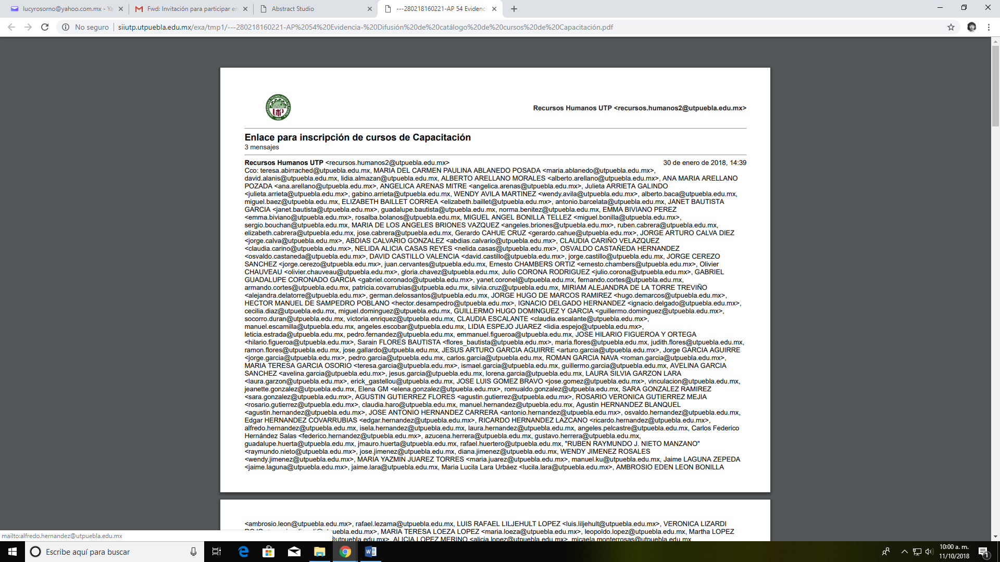 lucyrosorno@yahoo.com.mx - Ya
Fwd: Invitación para participar en
Abstract Studio
---280218160221-AP 54 Evidenci
No seguro
siiutp.utpuebla.edu.mx/exa/tmp1/---280218160221-AP%2054%20Evidencia-%20Difusión%20de%20catálogo%20de%20cursos%20de%20Capacitación.pdf
Recursos Humanos UTP <recursos.humanos2@utpuebla.edu.mx>
Enlace para inscripción de cursos de Capacitación
3 mensajes
Recursos Humanos UTP <recursos.humanos2@utpuebla.edu.mx> 30 de enero de 2018, 14:39
Cco: teresa.abirrached@utpuebla.edu.mx, MARIA DEL CARMEN PAULINA ABLANEDO POSADA <maria.ablanedo@utpuebla.edu.mx>,
david.alanis@utpuebla.edu.mx, lidia.almazan@utpuebla.edu.mx, ALBERTO ARELLANO MORALES <alberto.arellano@utpuebla.edu.mx>, ANA MARIA ARELLANO
POZADA <ana.arellano@utpuebla.edu.mx>, ANGELICA ARENAS MITRE <angelica.arenas@utpuebla.edu.mx>, Julieta ARRIETA GALINDO
<julieta.arrieta@utpuebla.edu.mx>, gabino.arrieta@utpuebla.edu.mx, WENDY AVILA MARTINEZ <wendy.avila@utpuebla.edu.mx>, alberto.baca@utpuebla.edu.mx,
miguel.baez@utpuebla.edu.mx, ELIZABETH BAILLET CORREA <elizabeth.baillet@utpuebla.edu.mx>, antonio.barcelata@utpuebla.edu.mx, JANET BAUTISTA
GARCIA <janet.bautista@utpuebla.edu.mx>, guadalupe.bautista@utpuebla.edu.mx, norma.benitez@utpuebla.edu.mx, EMMA BIVIANO PEREZ
<emma.biviano@utpuebla.edu.mx>, rosalba.bolanos@utpuebla.edu.mx, MIGUEL ANGEL BONILLA TELLEZ <miguel.bonilla@utpuebla.edu.mx>,
sergio.bouchan@utpuebla.edu.mx, MARIA DE LOS ANGELES BRIONES VAZQUEZ <angeles.briones@utpuebla.edu.mx>, ruben.cabrera@utpuebla.edu.mx,
elizabeth.cabrera@utpuebla.edu.mx, jose.cabrera@utpuebla.edu.mx, Gerardo CAHUE CRUZ <gerardo.cahue@utpuebla.edu.mx>, JORGE ARTURO CALVA DIEZ
<jorge.calva@utpuebla.edu.mx>, ABDIAS CALVARIO GONZALEZ <abdias.calvario@utpuebla.edu.mx>, CLAUDIA CARIÑO VELAZQUEZ
<claudia.carino@utpuebla.edu.mx>, NELIDA ALICIA CASAS REYES <nelida.casas@utpuebla.edu.mx>, OSVALDO CASTAÑEDA HERNANDEZ
<osvaldo.castaneda@utpuebla.edu.mx>, DAVID CASTILLO VALENCIA <david.castillo@utpuebla.edu.mx>, jorge.castillo@utpuebla.edu.mx, JORGE CEREZO
SANCHEZ <jorge.cerezo@utpuebla.edu.mx>, juan.cervantes@utpuebla.edu.mx, Ernesto CHAMBERS ORTIZ <ernesto.chambers@utpuebla.edu.mx>, Olivier
CHAUVEAU <olivier.chauveau@utpuebla.edu.mx>, gloria.chavez@utpuebla.edu.mx, Julio CORONA RODRIGUEZ <julio.corona@utpuebla.edu.mx>, GABRIEL
GUADALUPE CORONADO GARCIA <gabriel.coronado@utpuebla.edu.mx>, yanet.coronel@utpuebla.edu.mx, fernando.cortes@utpuebla.edu.mx,
armando.cortes@utpuebla.edu.mx, patricia.covarrubias@utpuebla.edu.mx, silvia.cruz@utpuebla.edu.mx, MIRIAM ALEJANDRA DE LA TORRE TREVIÑO
<alejandra.delatorre@utpuebla.edu.mx>, german.delossantos@utpuebla.edu.mx, JORGE HUGO DE MARCOS RAMIREZ <hugo.demarcos@utpuebla.edu.mx>,
HECTOR MANUEL DE SAMPEDRO POBLANO <hector.desampedro@utpuebla.edu.mx>, IGNACIO DELGADO HERNANDEZ <ignacio.delgado@utpuebla.edu.mx>,
cecilia.diaz@utpuebla.edu.mx, miguel.dominguez@utpuebla.edu.mx, GUILLERMO HUGO DOMINGUEZ Y GARCIA <guillermo.dominguez@utpuebla.edu.mx>,
socorro.duran@utpuebla.edu.mx, victoria.enriquez@utpuebla.edu.mx, CLAUDIA ESCALANTE <claudia.escalante@utpuebla.edu.mx>,
manuel.escamilla@utpuebla.edu.mx, angeles.escobar@utpuebla.edu.mx, LIDIA ESPEJO JUAREZ <lidia.espejo@utpuebla.edu.mx>,
leticia.estrada@utpuebla.edu.mx, pedro.fernandez@utpuebla.edu.mx, emmanuel.figueroa@utpuebla.edu.mx, JOSE HILARIO FIGUEROA Y ORTEGA
<hilario.figueroa@utpuebla.edu.mx>, Sarain FLORES BAUTISTA <flores_bautista@utpuebla.edu.mx>, maria.flores@utpuebla.edu.mx, judith.flores@utpuebla.edu.mx,
ramon.flores@utpuebla.edu.mx, jose.gallardo@utpuebla.edu.mx, JESUS ARTURO GARCIA AGUIRRE <arturo.garcia@utpuebla.edu.mx>, Jorge GARCIA AGUIRRE
<jorge.garcia@utpuebla.edu.mx>, pedro.garcia@utpuebla.edu.mx, carlos.garcia@utpuebla.edu.mx, ROMAN GARCIA NAVA <roman.garcia@utpuebla.edu.mx>,
MARIA TERESA GARCIA OSORIO <teresa.garcia@utpuebla.edu.mx>, ismael.garcia@utpuebla.edu.mx, guillermo.garcia@utpuebla.edu.mx, AVELINA GARCIA
SANCHEZ <avelina.garcia@utpuebla.edu.mx>, jesus.garcia@utpuebla.edu.mx, lorena.garcia@utpuebla.edu.mx, LAURA SILVIA GARZON LARA
<laura.garzon@utpuebla.edu.mx>, erick_gastellou@utpuebla.edu.mx, JOSE LUIS GOMEZ BRAVO <jose.gomez@utpuebla.edu.mx>, vinculacion@utpuebla.edu.mx,
jeanette.gonzalez@utpuebla.edu.mx, Elena GM <elena.gonzalez@utpuebla.edu.mx>, romualdo.gonzalez@utpuebla.edu.mx, SARA GONZALEZ RAMIREZ
<sara.gonzalez@utpuebla.edu.mx>, AGUSTIN GUTIERREZ FLORES <agustin.gutierrez@utpuebla.edu.mx>, ROSARIO VERONICA GUTIERREZ MEJIA
<rosario.gutierrez@utpuebla.edu.mx>, claudia.haro@utpuebla.edu.mx, manuel.hernandez@utpuebla.edu.mx, Agustin HERNANDEZ BLANQUEL
<agustin.hernandez@utpuebla.edu.mx>, JOSE ANTONIO HERNANDEZ CARRERA <antonio.hernandez@utpuebla.edu.mx>, osvaldo.hernandez@utpuebla.edu.mx,
Edgar HERNANDEZ COVARRUBIAS <edgar.hernandez@utpuebla.edu.mx>, RICARDO HERNANDEZ LAZCANO <ricardo.hernandez@utpuebla.edu.mx>,
alfredo.hernandez@utpuebla.edu.mx, isela.hernandez@utpuebla.edu.mx, laura.hernandez@utpuebla.edu.mx, angeles.pelcastre@utpuebla.edu.mx, Carlos Federico
Hernández Salas <federico.hernandez@utpuebla.edu.mx>, azucena.herrera@utpuebla.edu.mx, gustavo.herrera@utpuebla.edu.mx,
guadalupe.huerta@utpuebla.edu.mx, jmauro.huerta@utpuebla.edu.mx, rafael.huertero@utpuebla.edu.mx, "RUBEN RAYMUNDO J. NIETO MANZANO"
<raymundo.nieto@utpuebla.edu.mx>, jose.jimenez@utpuebla.edu.mx, diana.jimenez@utpuebla.edu.mx, WENDY JIMENEZ ROSALES
<wendy.jimenez@utpuebla.edu.mx>, MARIA YAZMIN JUAREZ TORRES <maria.juarez@utpuebla.edu.mx>, manuel.ku@utpuebla.edu.mx, Jaime LAGUNA ZEPEDA
<jaime.laguna@utpuebla.edu.mx>, jaime.lara@utpuebla.edu.mx, Maria Lucila Lara Urbáez <lucila.lara@utpuebla.edu.mx>, AMBROSIO EDEN LEON BONILLA
<ambrosio.leon@utpuebla.edu.mx>, rafael.lezama@utpuebla.edu.mx, LUIS RAFAEL LILJEHULT LOPEZ <luis.liljehult@utpuebla.edu.mx>, VERONICA LIZARDI
utpuebla.edu.mx>, MARIA TERESA LOEZA LOPEZ <maria.loeza@utpuebla.edu.mx>, leopoldo.lopez@utpuebla.edu.mx, Martha LOPEZ
@utpuebla.edu.mx>, ALICIA LOPEZ MERINO <alicia.lopez@utpuebla.edu.mx>, micaela.monterrosas@utpuebla.edu.mx,
mailto:alfredo.hernandez@utpuebla.edu.mx
Escribe aquí para buscar
10:00 a. m.
11/10/2018
1